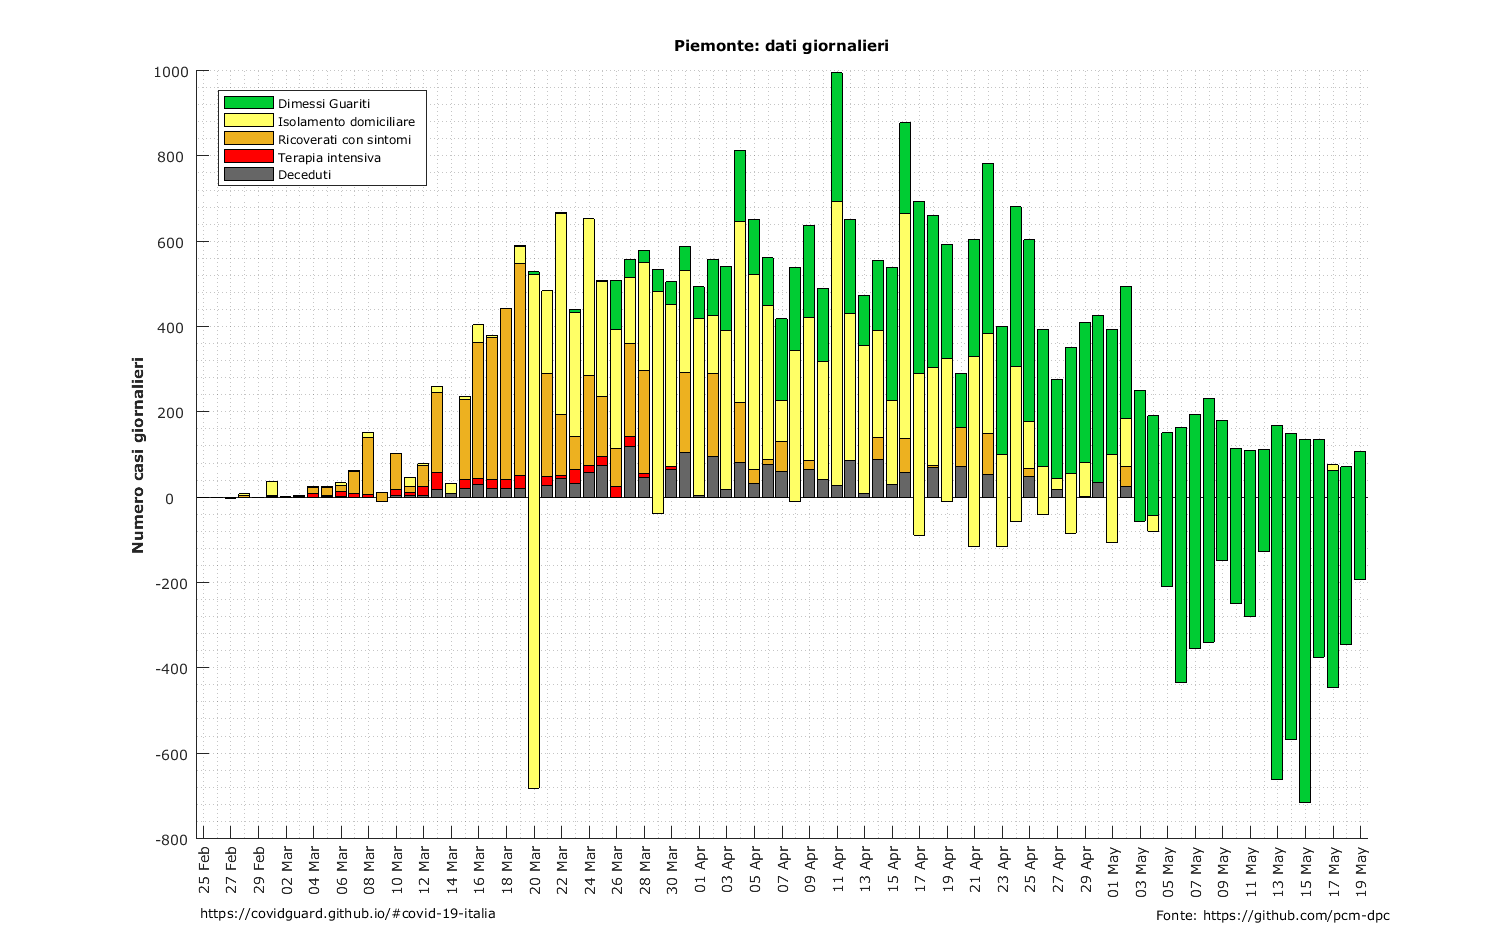 Piemonte: dati giornalieri
1000
800
600
400
200
0
-200
-400
-600
-800
Numero casi giornalieri
Dimessi Guariti
Isolamento domiciliare
Ricoverati con sintomi
Terapia intensiva
Deceduti
25 Feb
27 Feb
29 Feb
02 Mar
04 Mar
06 Mar
08 Mar
10 Mar
12 Mar
14 Mar
16 Mar
18 Mar
20 Mar
22 Mar
24 Mar
26 Mar
28 Mar
30 Mar
01 Apr
03 Apr
05 Apr
07 Apr
09 Apr
11 Apr
13 Apr
15 Apr
17 Apr
19 Apr
21 Apr
23 Apr
25 Apr
27 Apr
29 Apr
01 May
03 May
05 May
07 May
09 May
11 May
13 May
15 May
17 May
19 May
https://covidguard.github.io/#covid-19-italia
Fonte: https://github.com/pcm-dpc